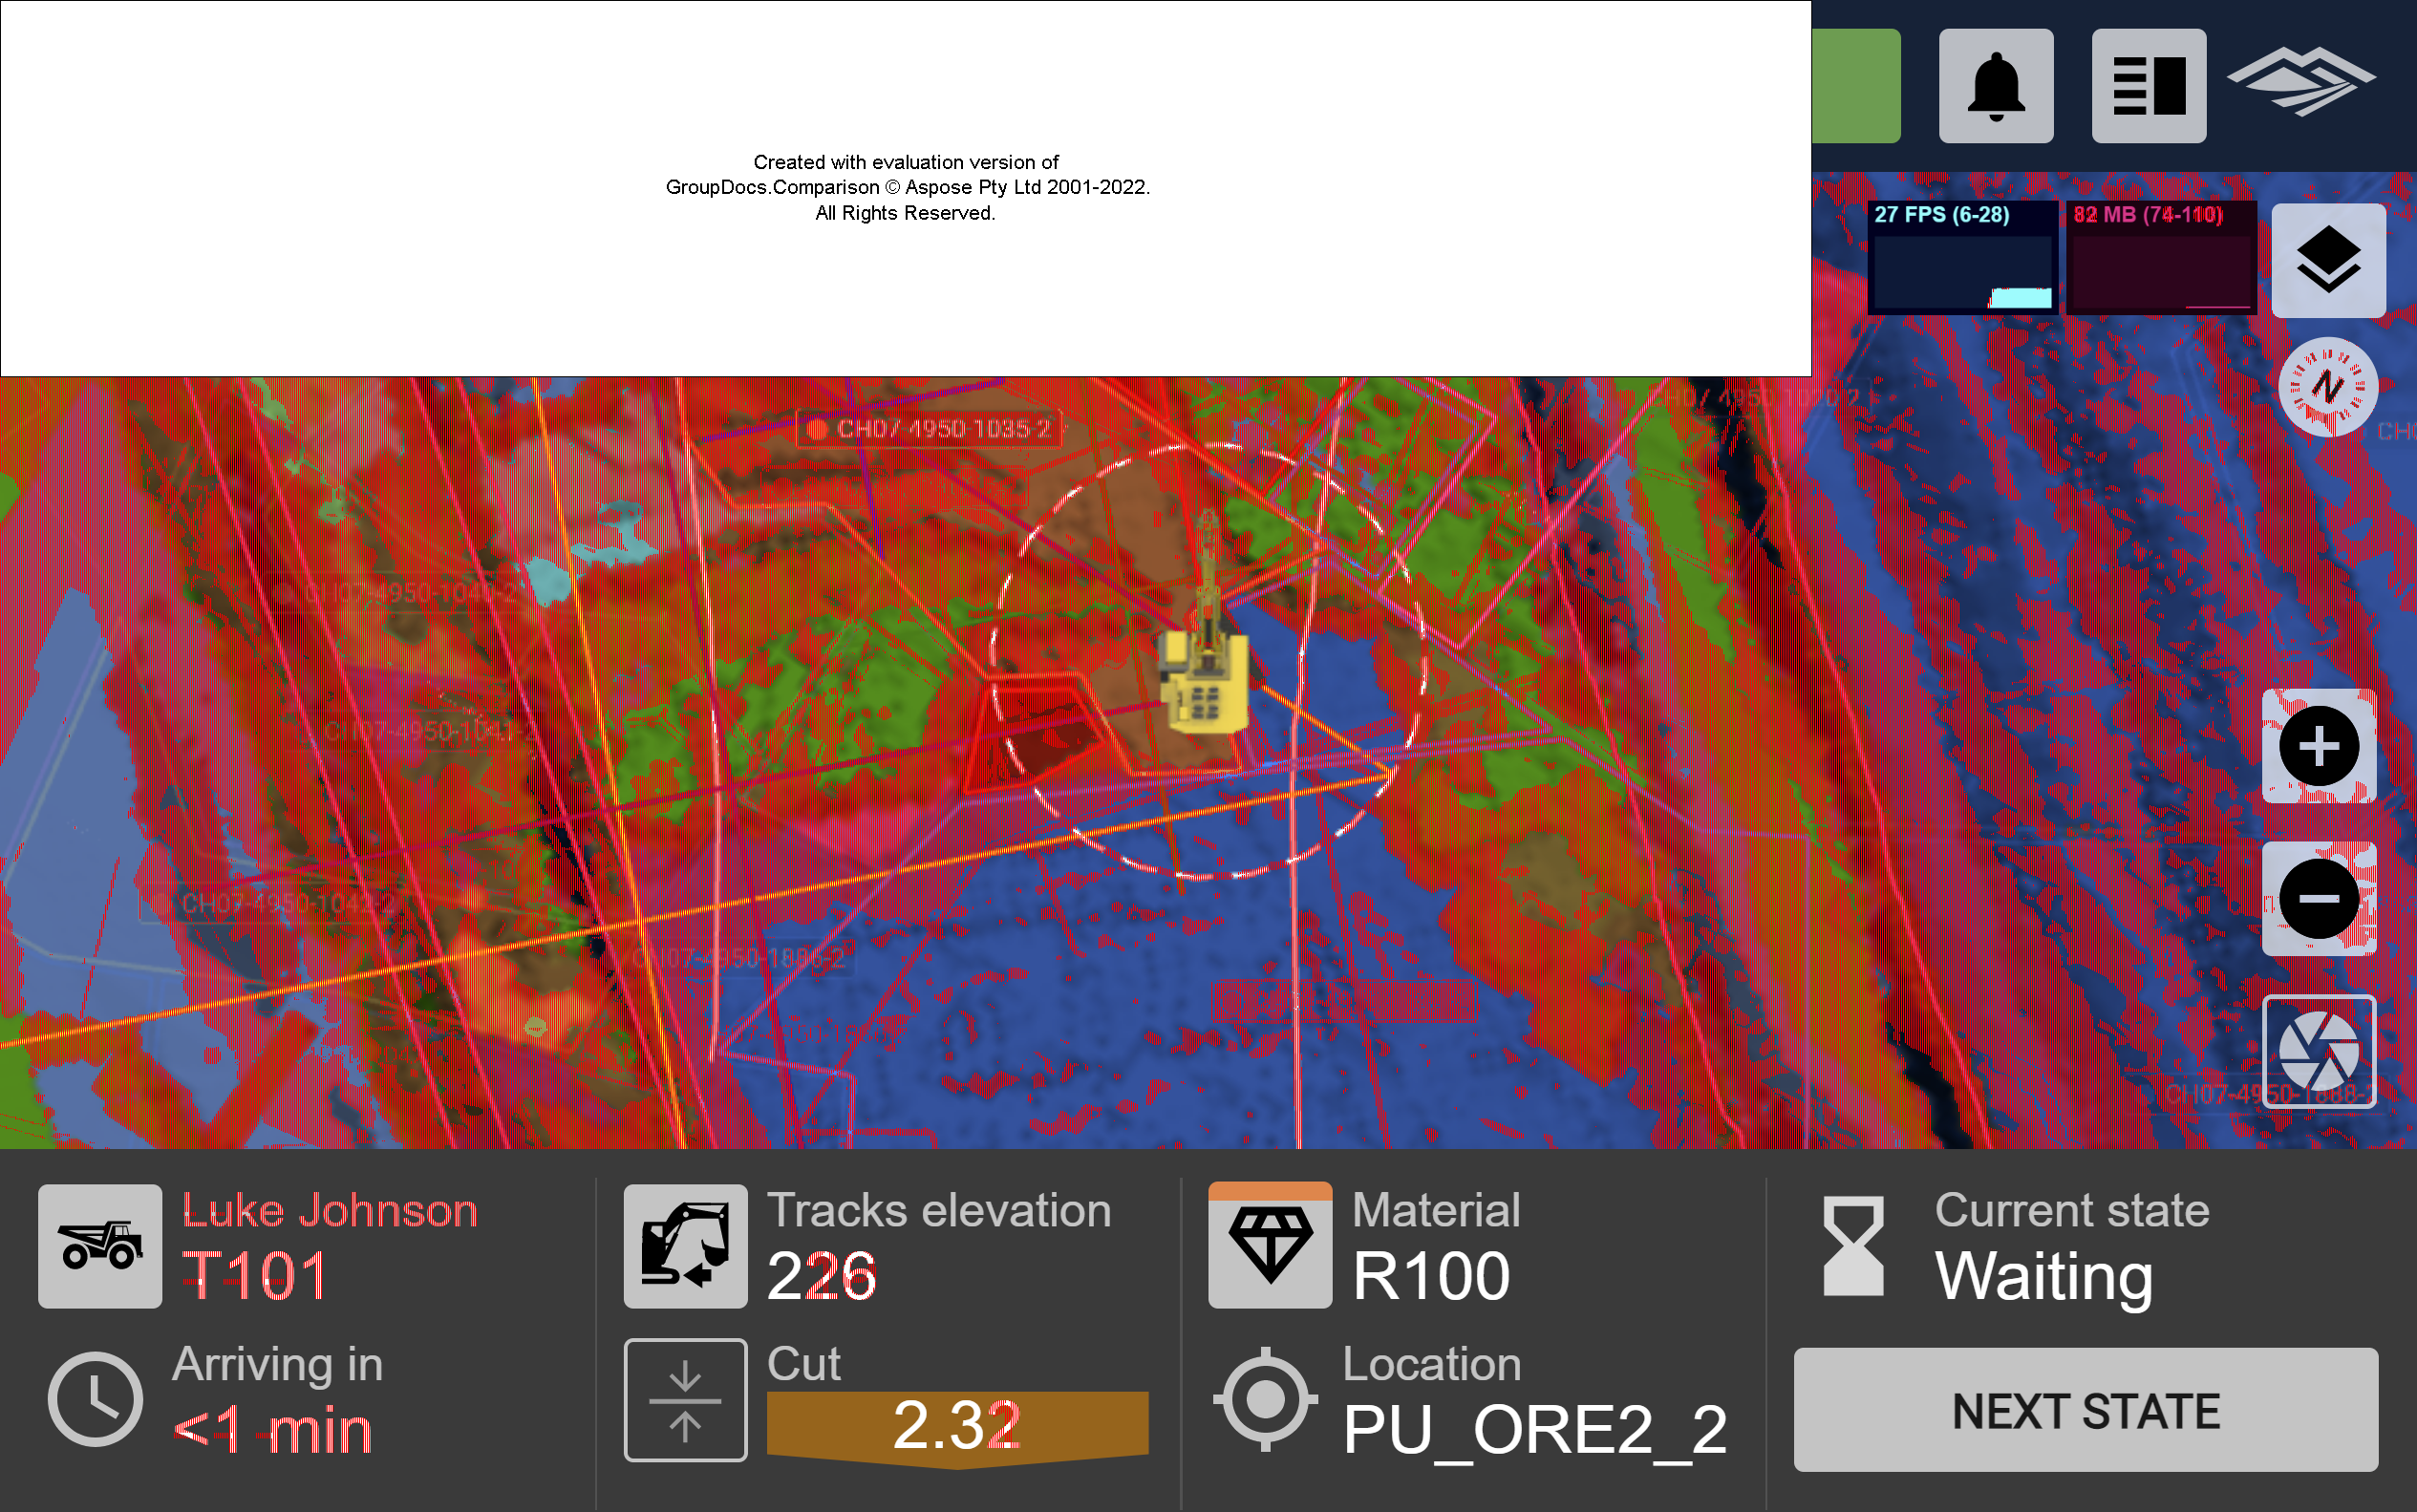 Created with evaluation version of
GroupDocs.Comparison © Aspose Pty Ltd 2001-2022.
All Rights Reserved.
27 FPS (6-28)
MB (74-110)
N
CH07-4950-1035-2
CH07-4950-1040-2
CH07-4950-1041-2
CH07-4950-1042-2
CH07-4950-1886-2
CH07-4950-1888-2
Luke Johnson
T101
Arriving in
<1 min
Tracks elevation
226
Cut
2.32
Material
R100
Location
PU_ORE2_2
Current state
Waiting
NEXT STATE